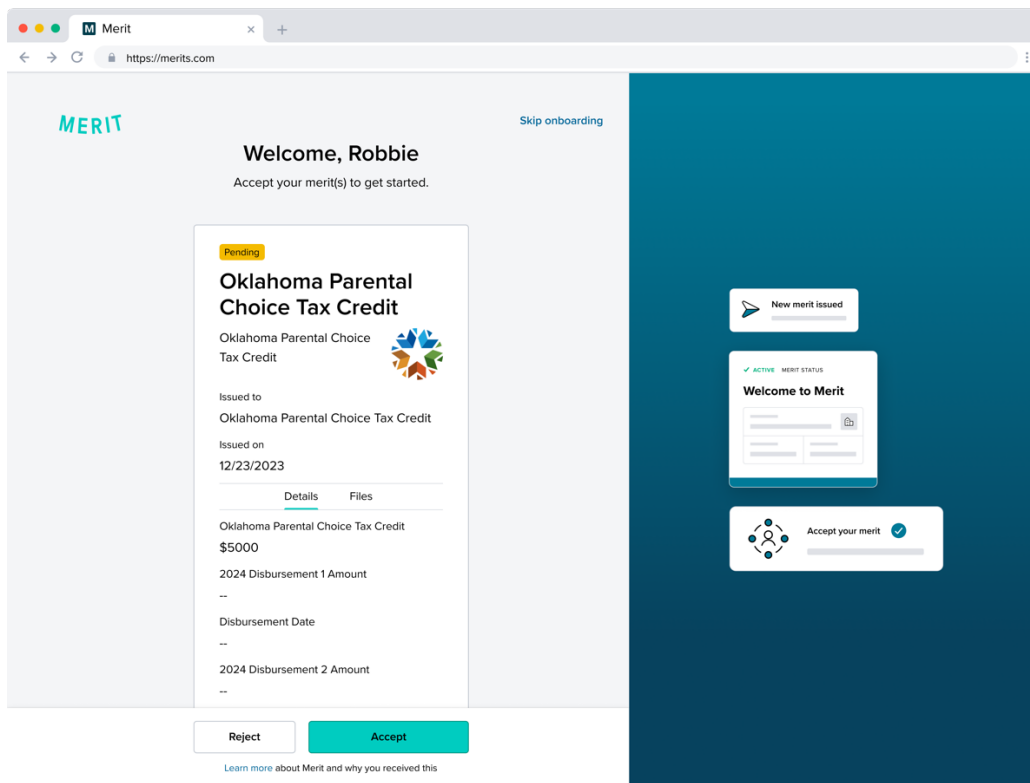 M Merit
https://merits.com
MERIT
Skip onboarding
Welcome, Robbie
Accept your merit(s) to get started.
Pending
Oklahoma Parental
Choice Tax Credit
Oklahoma Parental Choice
Tax Credit
Issued to
Oklahoma Parental Choice Tax Credit
Issued on
12/23/2023
Details Files
Oklahoma Parental Choice Tax Credit
$5000
2024 Disbursement 1 Amount
--
Disbursement Date
--
2024 Disbursement 2 Amount
--
Reject Accept
Learn more about Merit and why you received this
New merit issued
ACTIVE MERIT STATUS
Welcome to Merit
Accept your merit